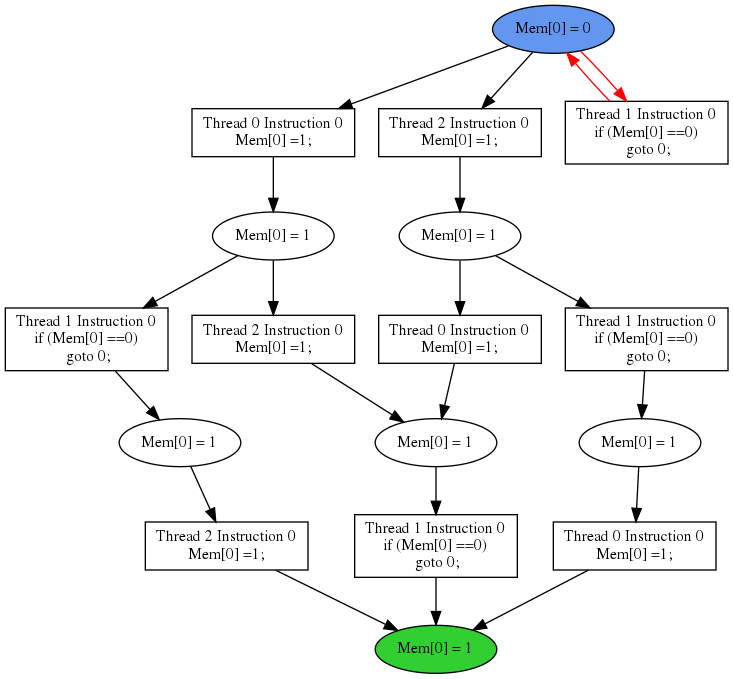 Mem[0] = 0
Thread 0 Instruction 0
Mem[0] =1;
Thread 2 Instruction 0
Mem[0] =1;
Thread 1 Instruction 0
if (Mem[0] ==0)
goto 0;
Mem[0] = 1
Mem[0] = 1
Thread 1 Instruction 0
if (Mem[0] ==0)
goto 0;
Thread 2 Instruction 0
Mem[0] =1;
Thread 0 Instruction 0
Mem[0] =1;
Thread 1 Instruction 0
if (Mem[0] ==0)
goto 0;
Mem[0] = 1
Mem[0] = 1
Mem[0] = 1
Thread 2 Instruction 0
Mem[0] =1;
Thread 1 Instruction 0
if (Mem[0] ==0)
goto 0;
Thread 0 Instruction 0
Mem[0] =1;
Mem[0] = 1